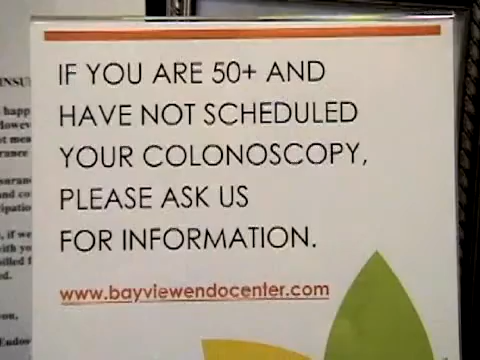 IF YOU ARE 50+ AND
HAVE NOT SCHEDULED
YOUR COLONOSCOPY,
PLEASE ASK US
FOR INFORMATION.
www.bayviewendocenter.com